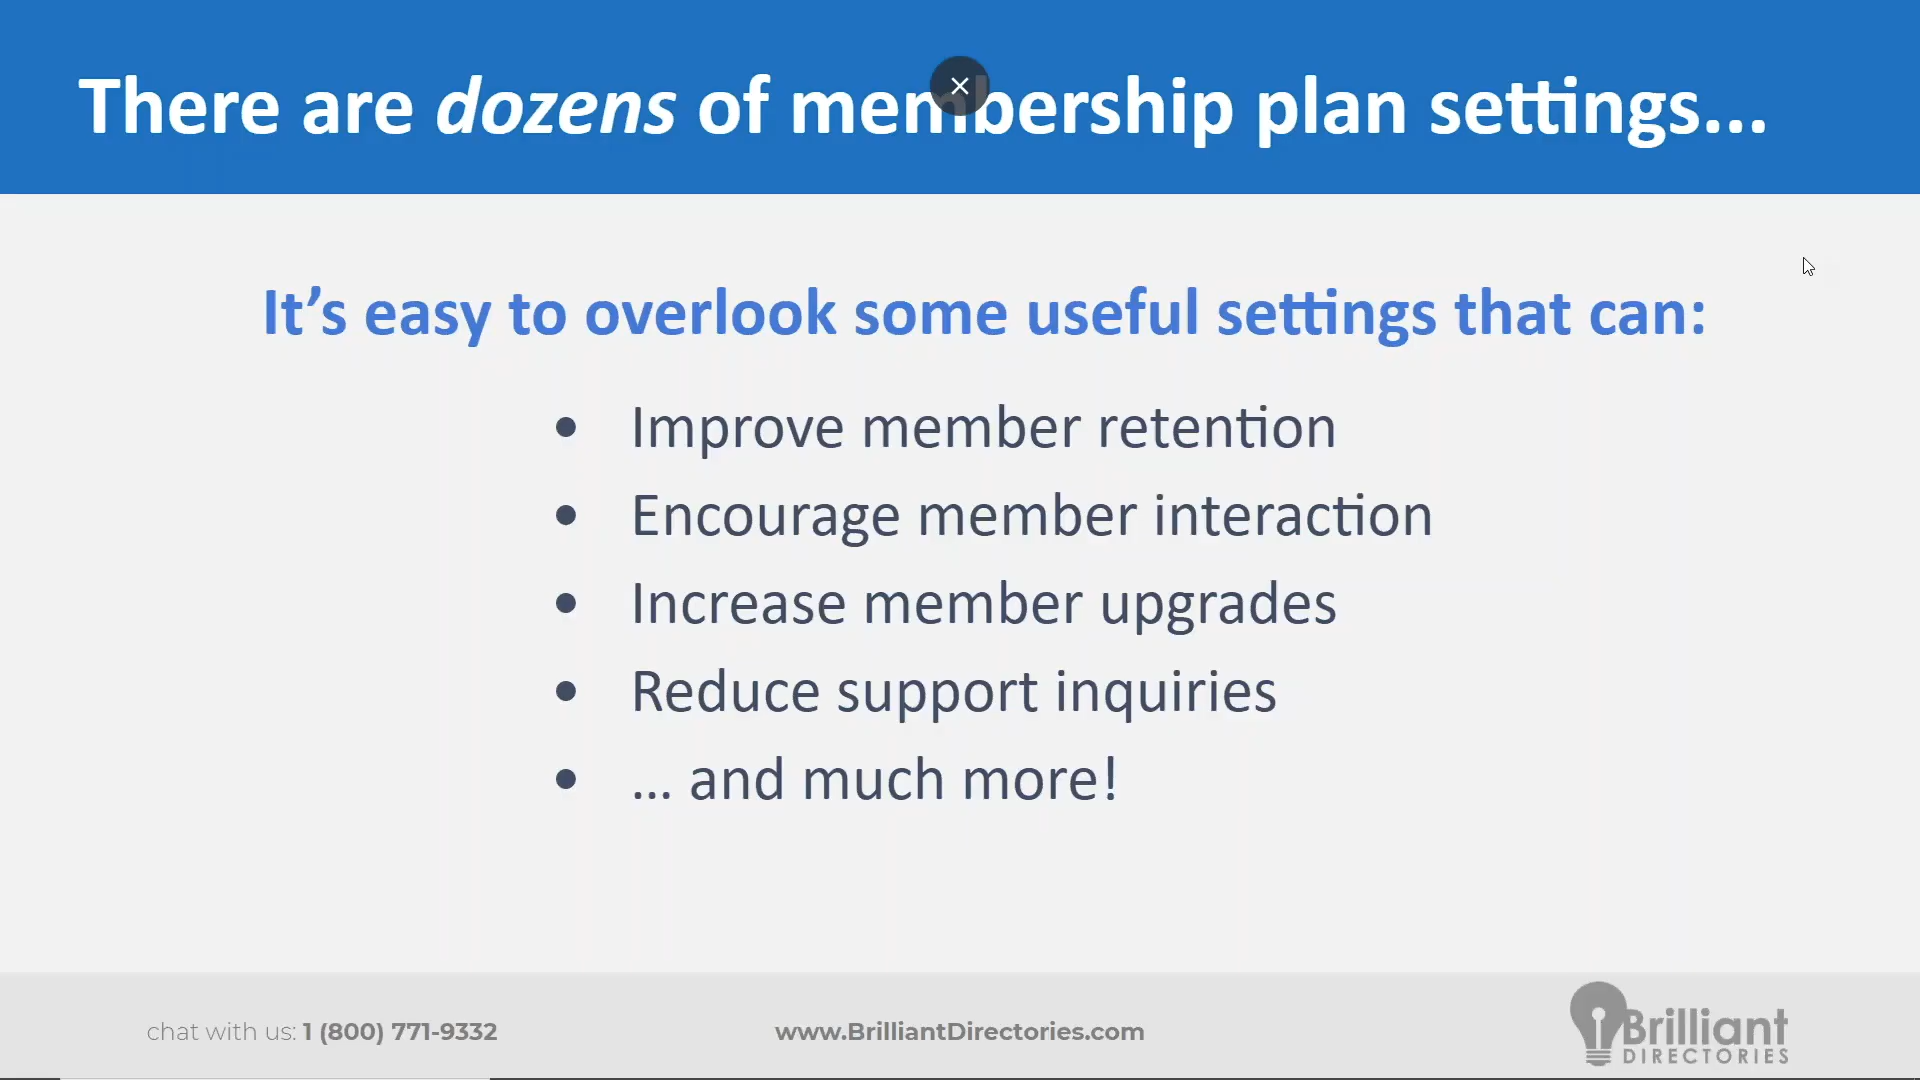 There are dozens of membership plan settings...
It’s easy to overlook some useful settings that can:
• Improve member retention
• Encourage member interaction
• Increase member upgrades
• Reduce support inquiries
• ... and much more!
chat with us: 1 (800) 771-9332
www.BrilliantDirectories.com
Brilliant
DIRECTORIES